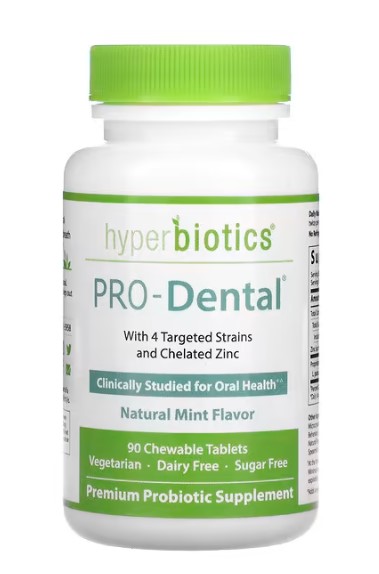 hyperbiotics®
PRO-Dental®
With 4 Targeted Strains
and Chelated Zinc
Clinically Studied for Oral Health^^
Natural Mint Flavor
90 Chewable Tablets
Vegetarian · Dairy Free · Sugar Free
Premium Probiotic Supplement